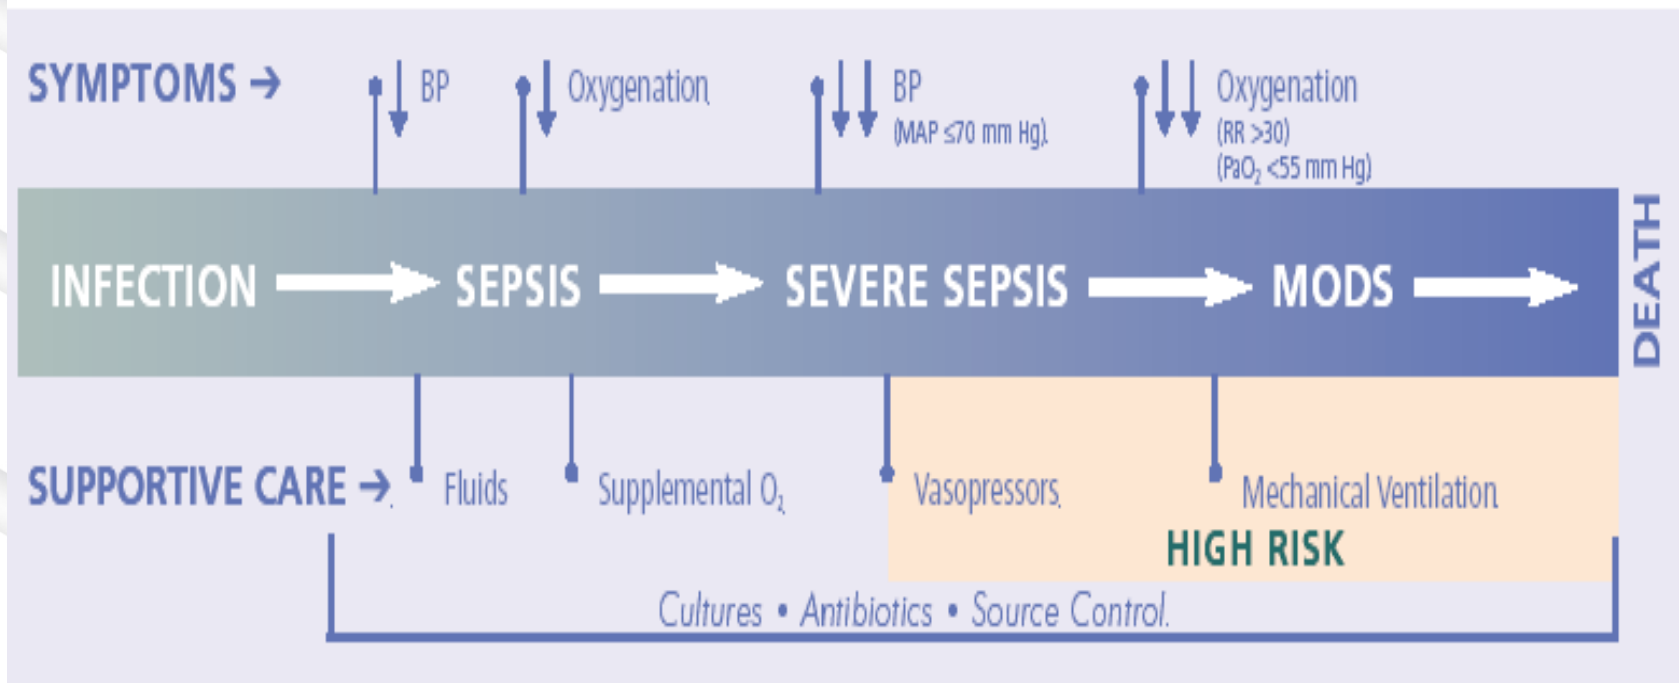 SYMPTOMS →
↓ BP
↓ Oxygenation
↓↓ BP
(MAP ≤70 mm Hg)
↓↓ Oxygenation
(RR >30)
(PaO₂ <55 mm Hg)
INFECTION → SEPSIS → SEVERE SEPSIS → MODS →
DEATH
SUPPORTIVE CARE →
Fluids
Supplemental O₂
Vasopressors
Mechanical Ventilation
HIGH RISK
Cultures • Antibiotics • Source Control